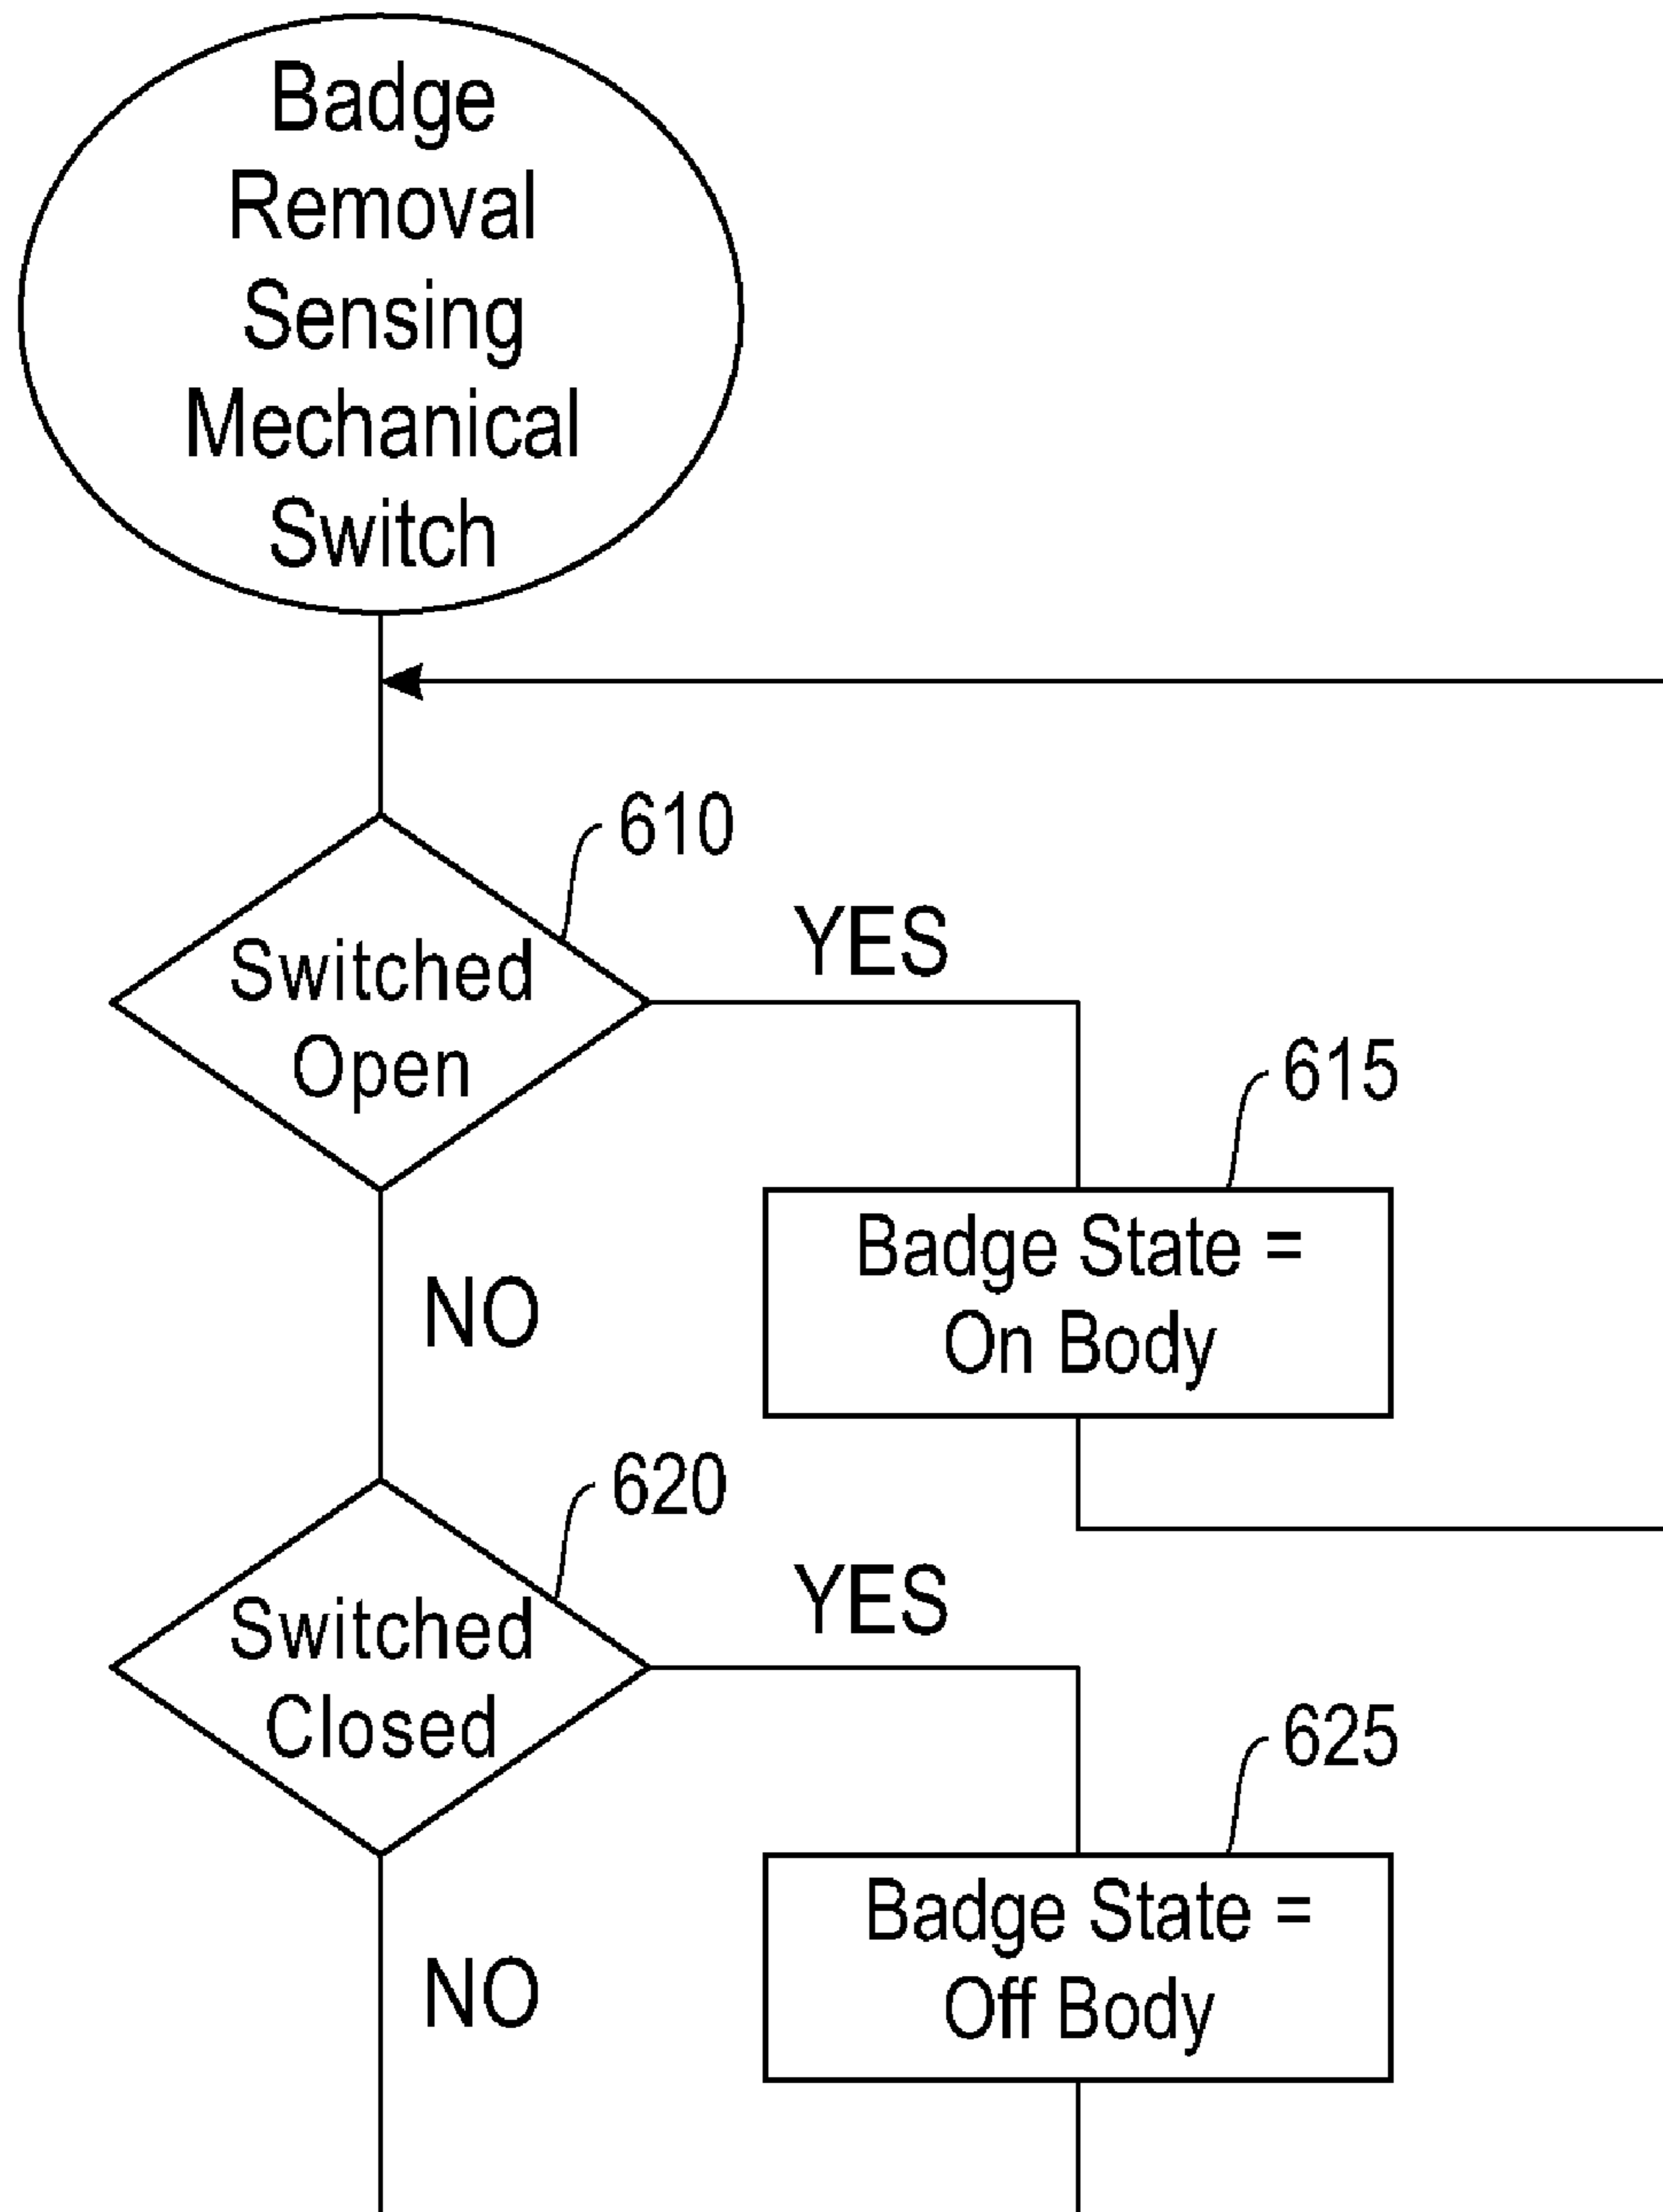 Badge
Removal
Sensing
Mechanical
Switch
610
Switched
Open
YES
615
Badge State =
On Body
NO
620
Switched
Closed
YES
625
Badge State =
Off Body
NO